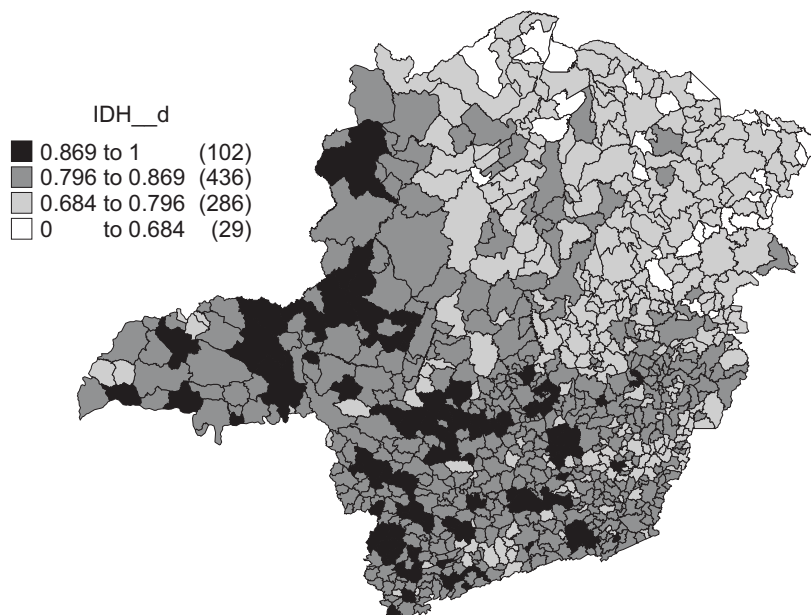 IDH__d
0.869 to 1 (102)
0.796 to 0.869 (436)
0.684 to 0.796 (286)
0 to 0.684 (29)